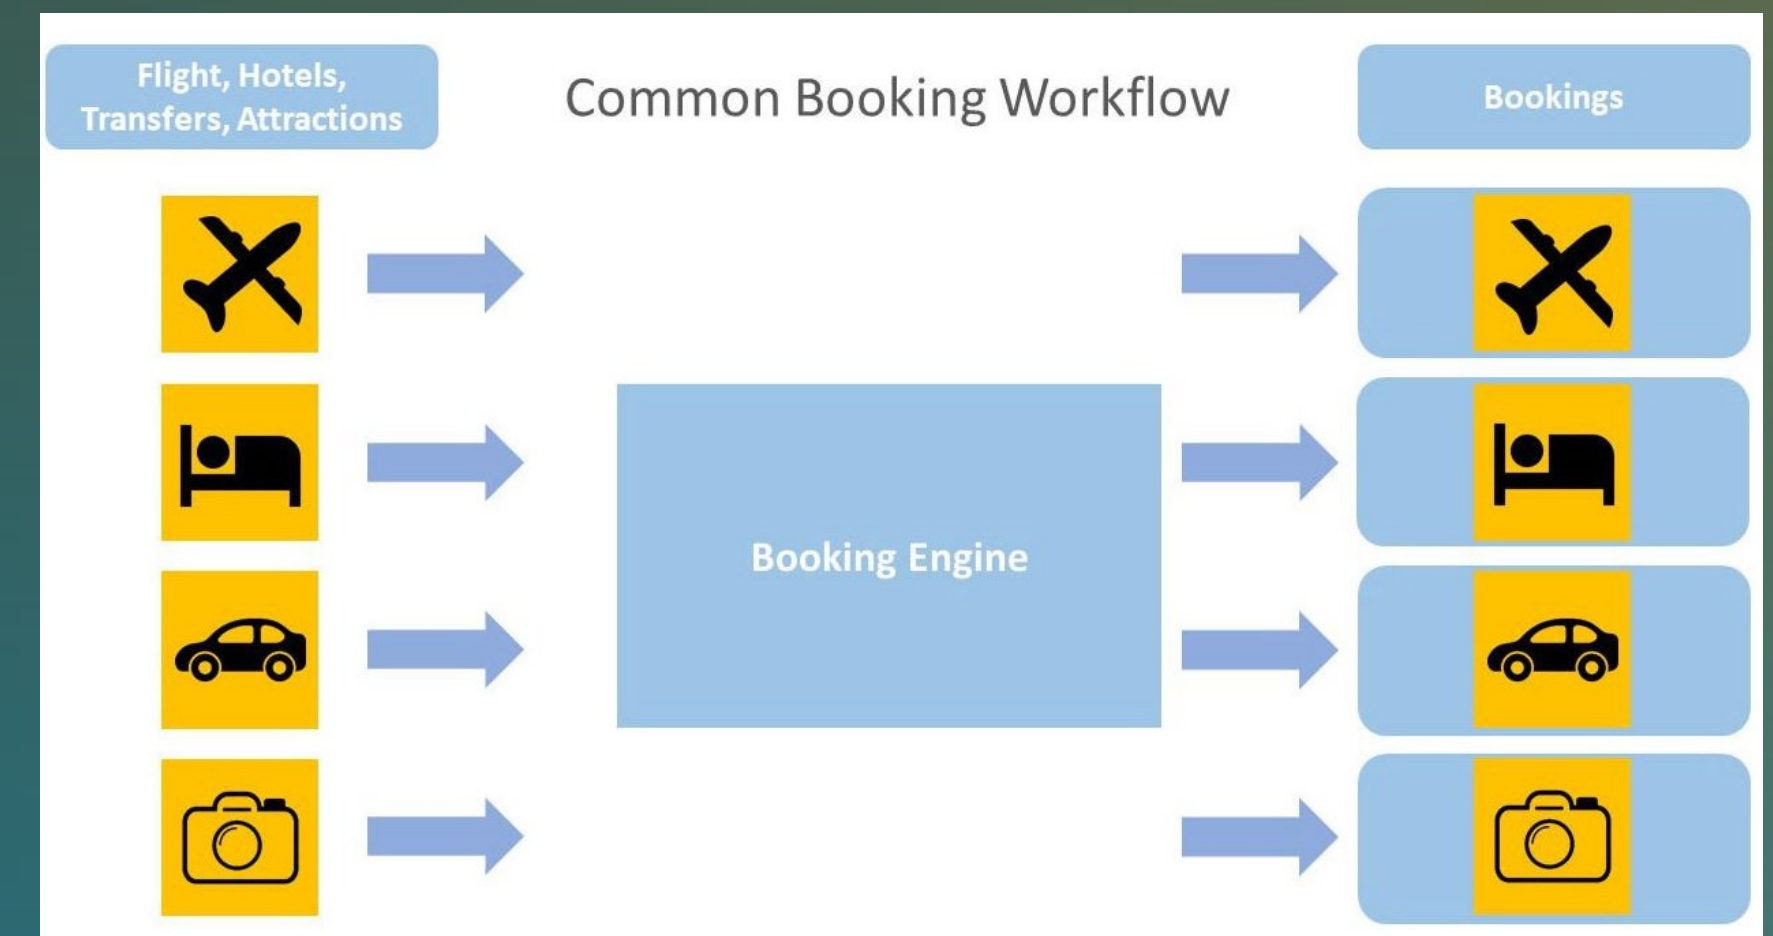 Flight, Hotels,
Transfers, Attractions
Common Booking Workflow
Bookings
Booking Engine